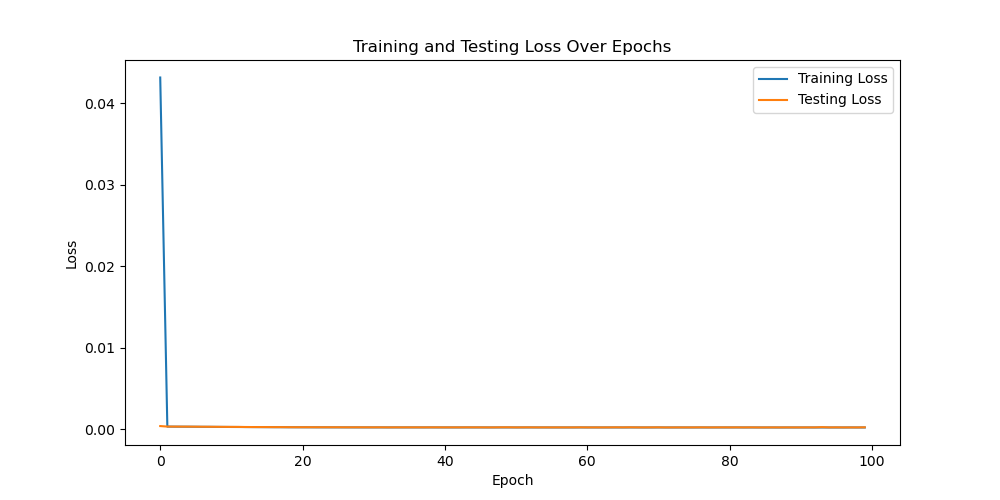 Training and Testing Loss Over Epochs
Training Loss
Testing Loss
0.04
0.03
0.02
0.01
0.00
Loss
0 20 40 60 80 100
Epoch